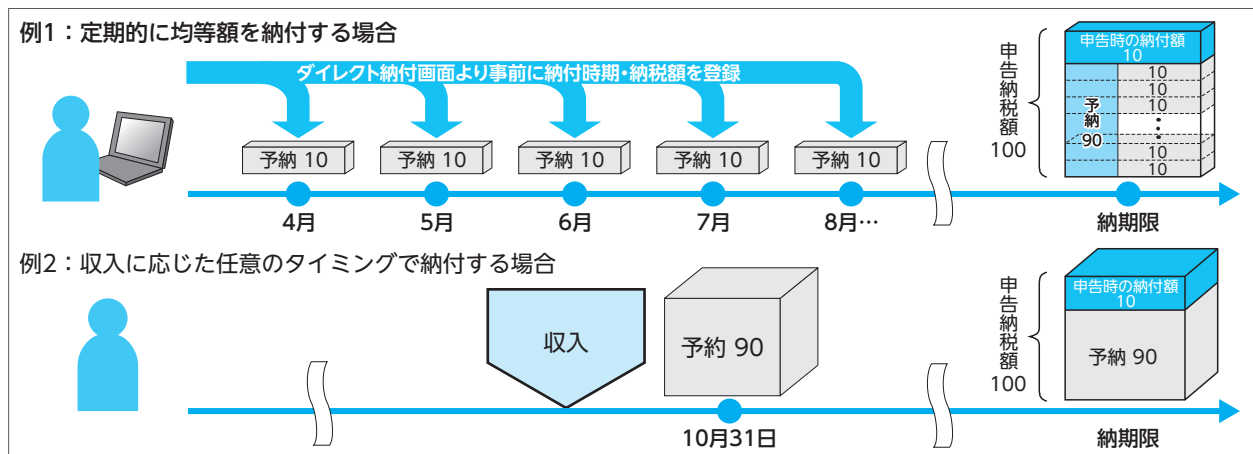 例1：定期的に均等額を納付する場合
ダイレクト納付画面より事前に納付時期・納税額を登録
予納 10
予納 10
予納 10
予納 10
予納 10
4月
5月
6月
7月
8月…
納期限
申告納税額
100
申告時の納付額
10
予納
90
10
10
10
⋮
10
10
例2：収入に応じた任意のタイミングで納付する場合
収入
予約 90
10月31日
納期限
申告納税額
100
申告時の納付額
10
予納 90